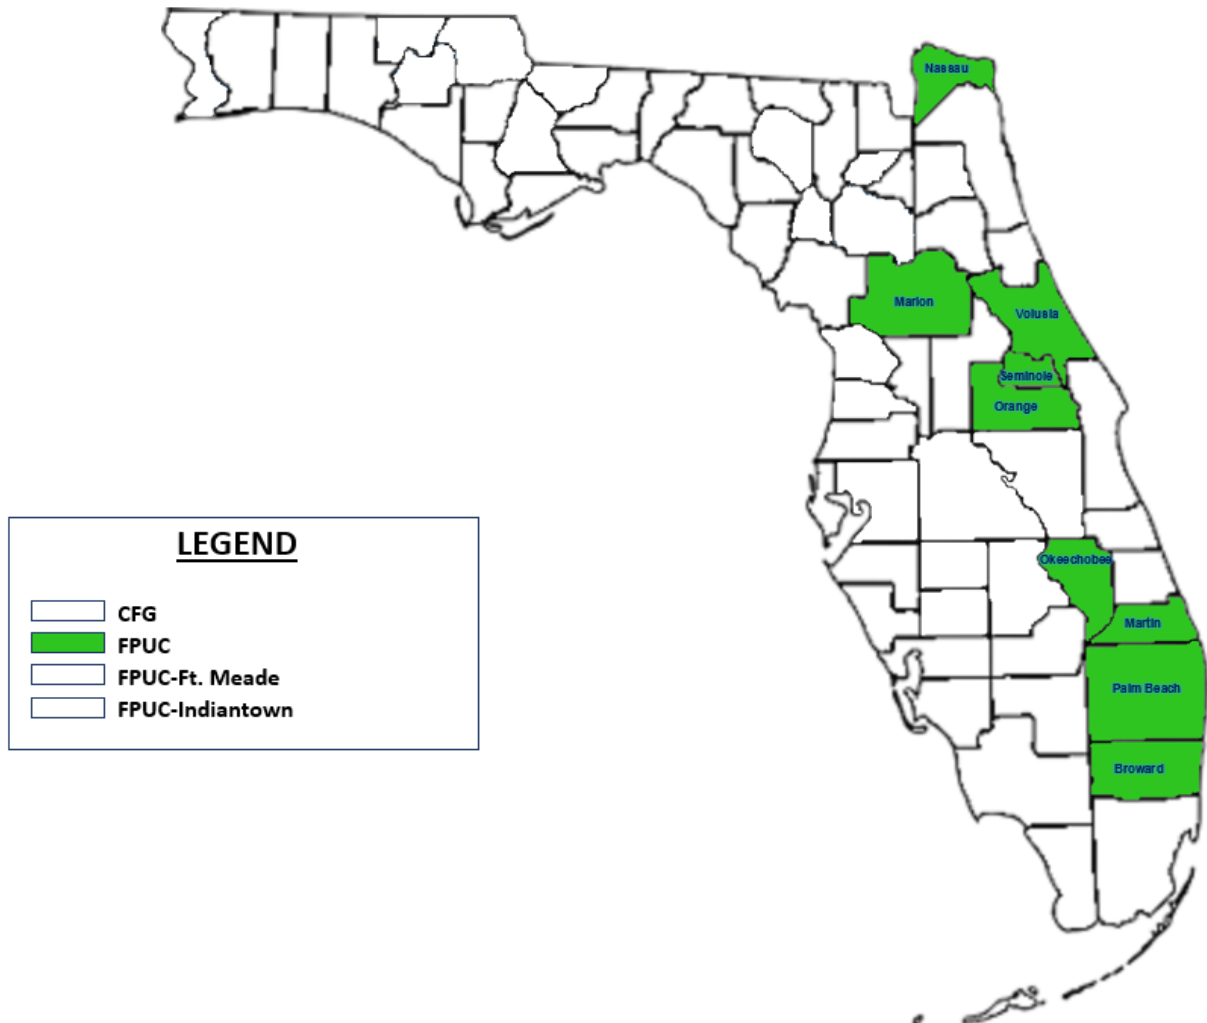 Nassau
Marion
Volusia
Seminole
Orange
LEGEND
Okeechobee
CFG
Martin
FPUC
FPUC-Ft. Meade
Palm Beach
FPUC-Indiantown
Broward